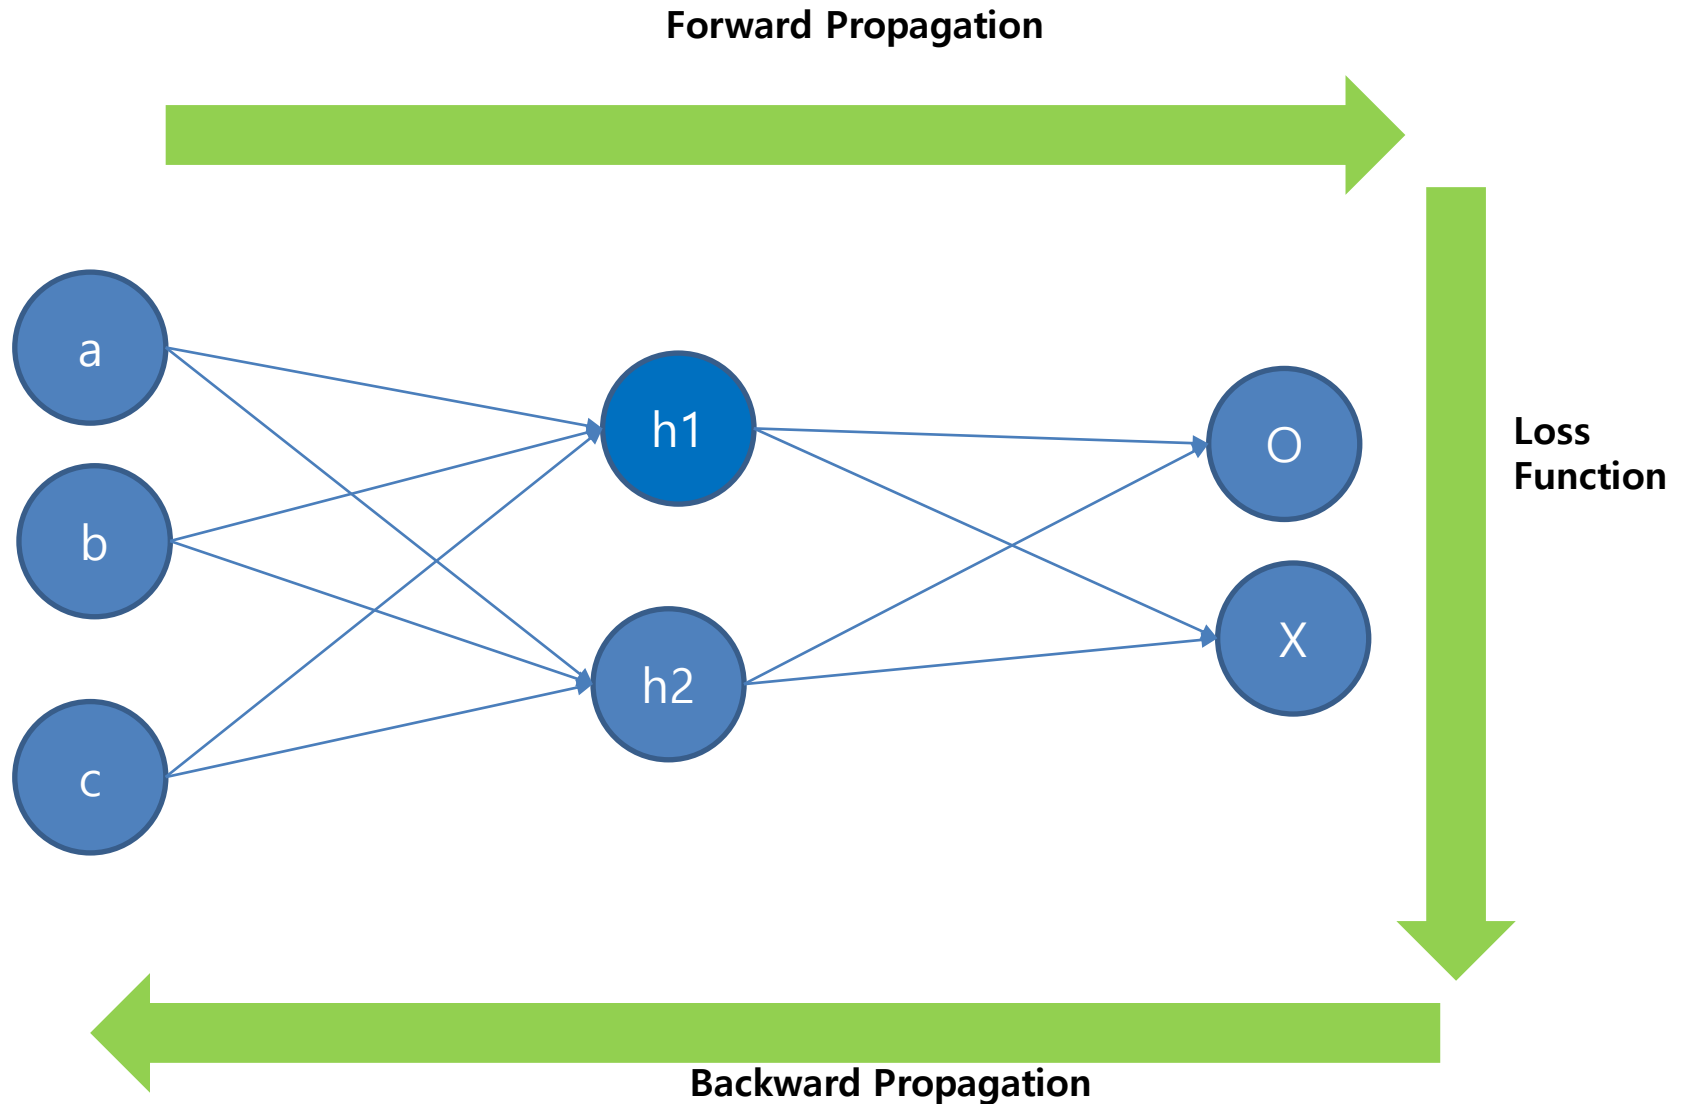 Forward Propagation
a
h1
O
Loss
Function
b
X
h2
c
Backward Propagation